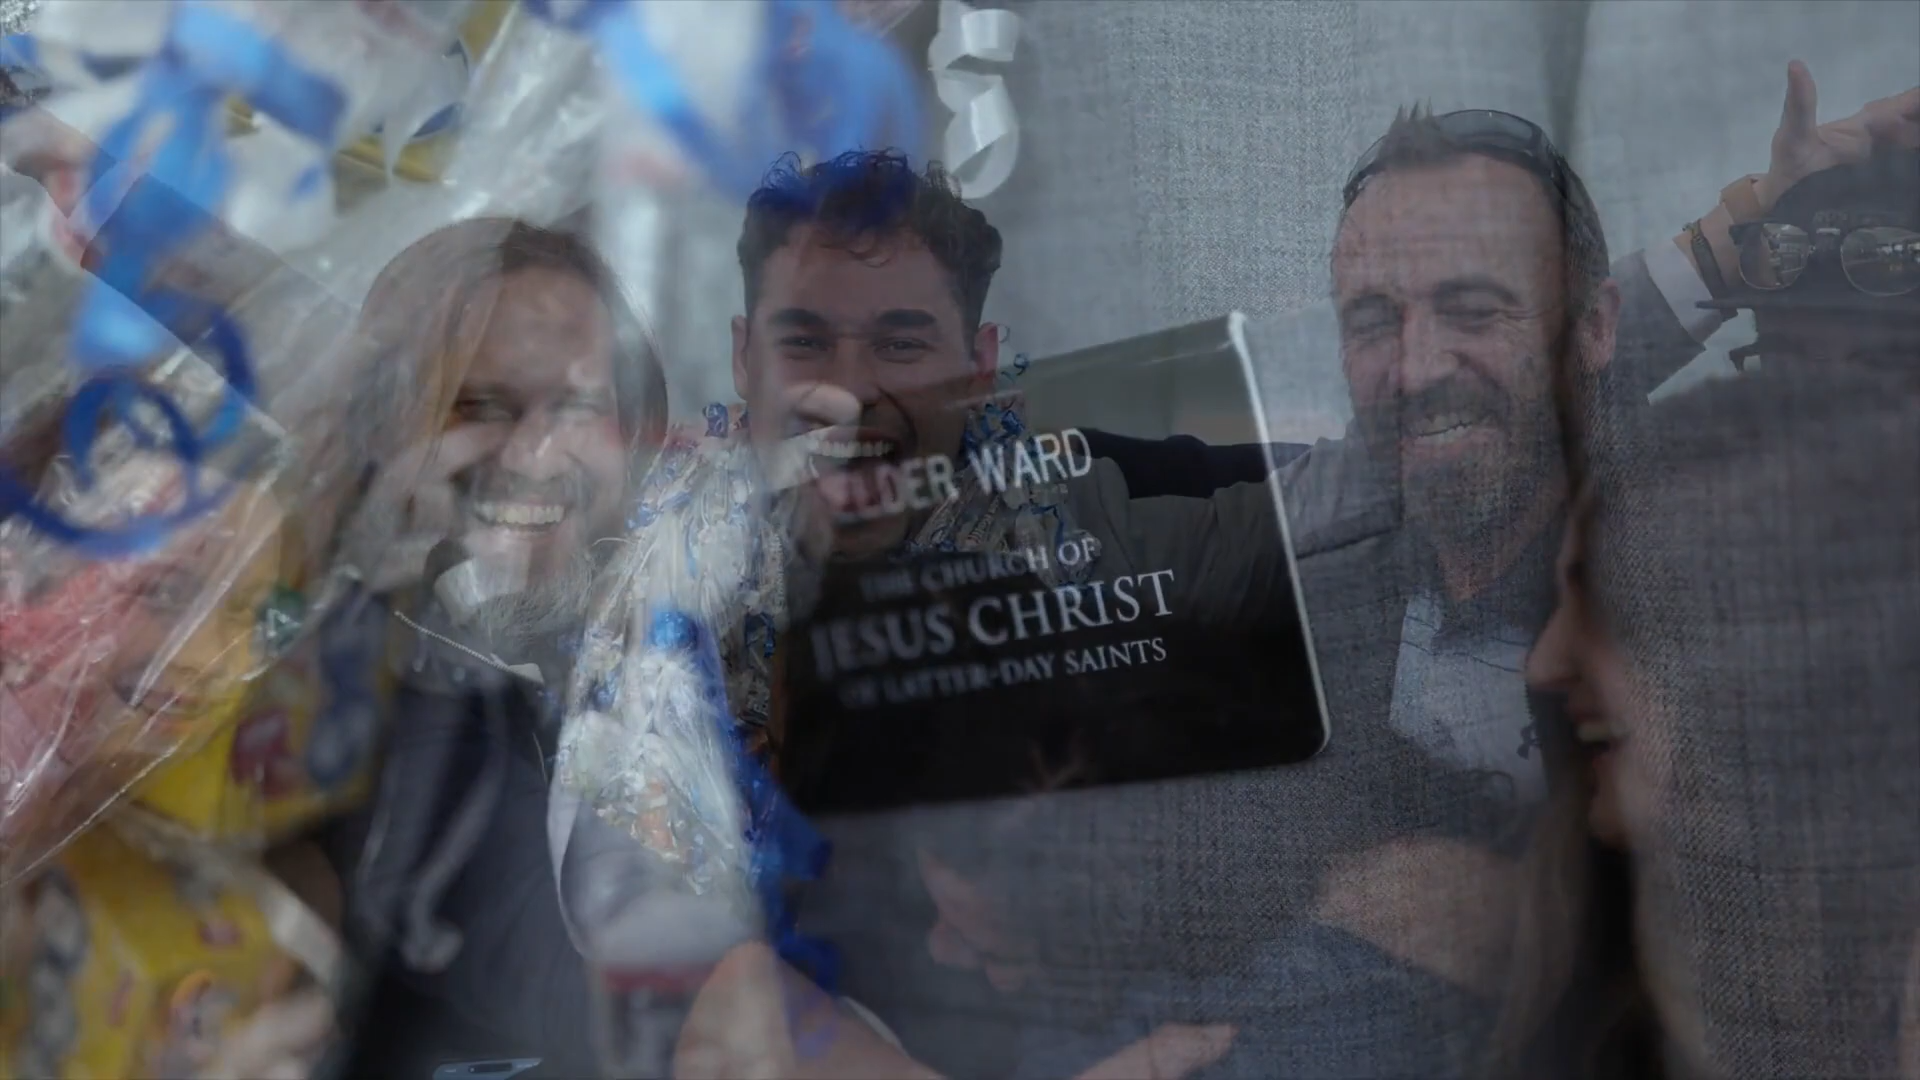 ELDER WARD
THE CHURCH OF
JESUS CHRIST
OF LATTER-DAY SAINTS